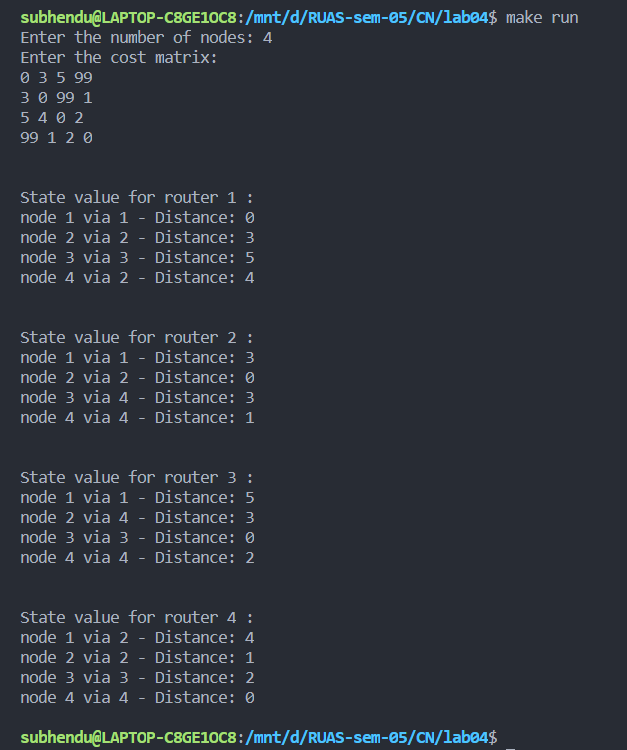 subhendu@LAPTOP-C8GE1OC8:/mnt/d/RUAS-sem-05/CN/lab04$ make run
Enter the number of nodes: 4
Enter the cost matrix:
0 3 5 99
3 0 99 1
5 4 0 2
99 1 2 0
State value for router 1 :
node 1 via 1 - Distance: 0
node 2 via 2 - Distance: 3
node 3 via 3 - Distance: 5
node 4 via 2 - Distance: 4
State value for router 2 :
node 1 via 1 - Distance: 3
node 2 via 2 - Distance: 0
node 3 via 4 - Distance: 3
node 4 via 4 - Distance: 1
State value for router 3 :
node 1 via 1 - Distance: 5
node 2 via 4 - Distance: 3
node 3 via 3 - Distance: 0
node 4 via 4 - Distance: 2
State value for router 4 :
node 1 via 2 - Distance: 4
node 2 via 2 - Distance: 1
node 3 via 3 - Distance: 2
node 4 via 4 - Distance: 0
subhendu@LAPTOP-C8GE1OC8:/mnt/d/RUAS-sem-05/CN/lab04$